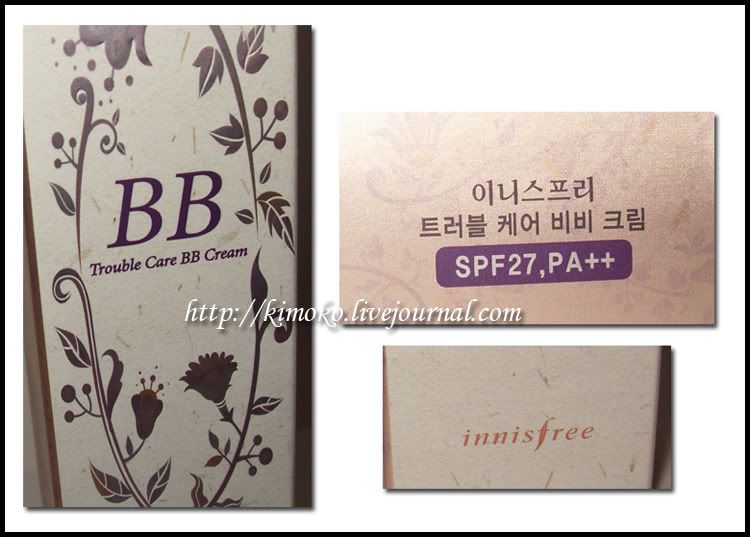 BB
Trouble Care BB Cream
이니스프리
트러블 케어 비비 크림
SPF27,PA++
http://kimoko.livejournal.com
innisfree